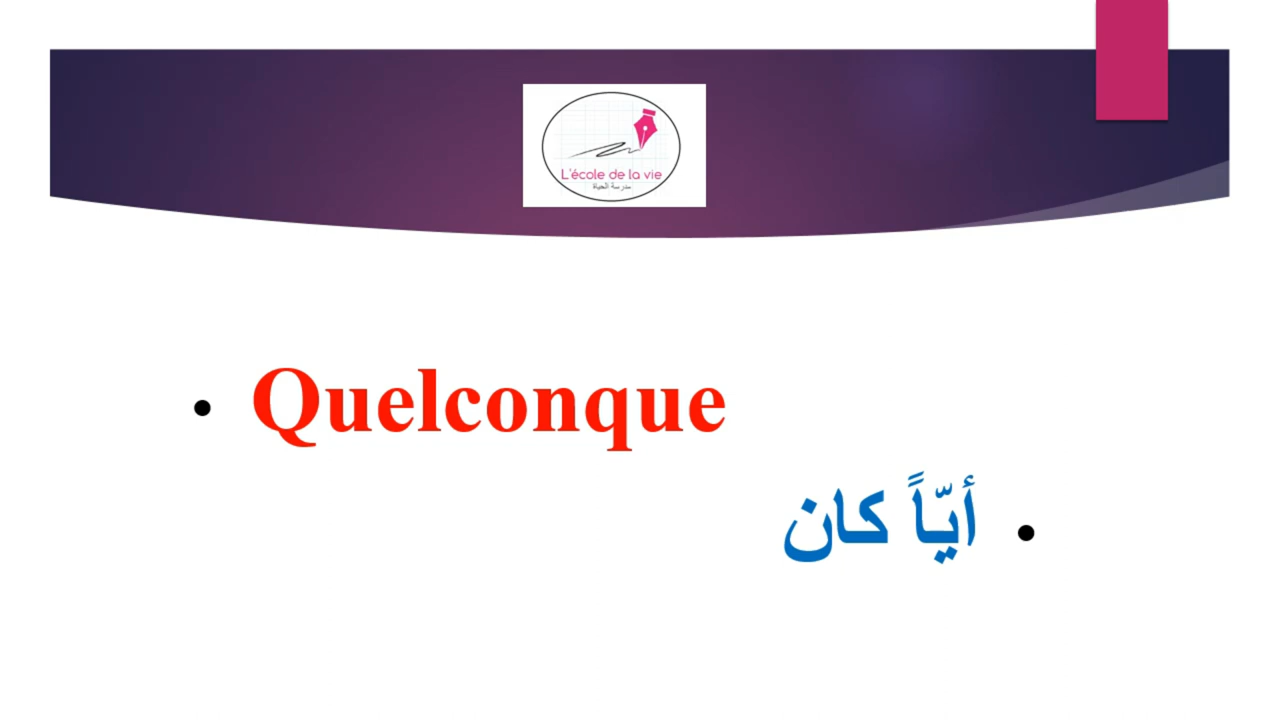 L'école de la vie
مدرسة الحياة
• Quelconque
• أيّاً كان